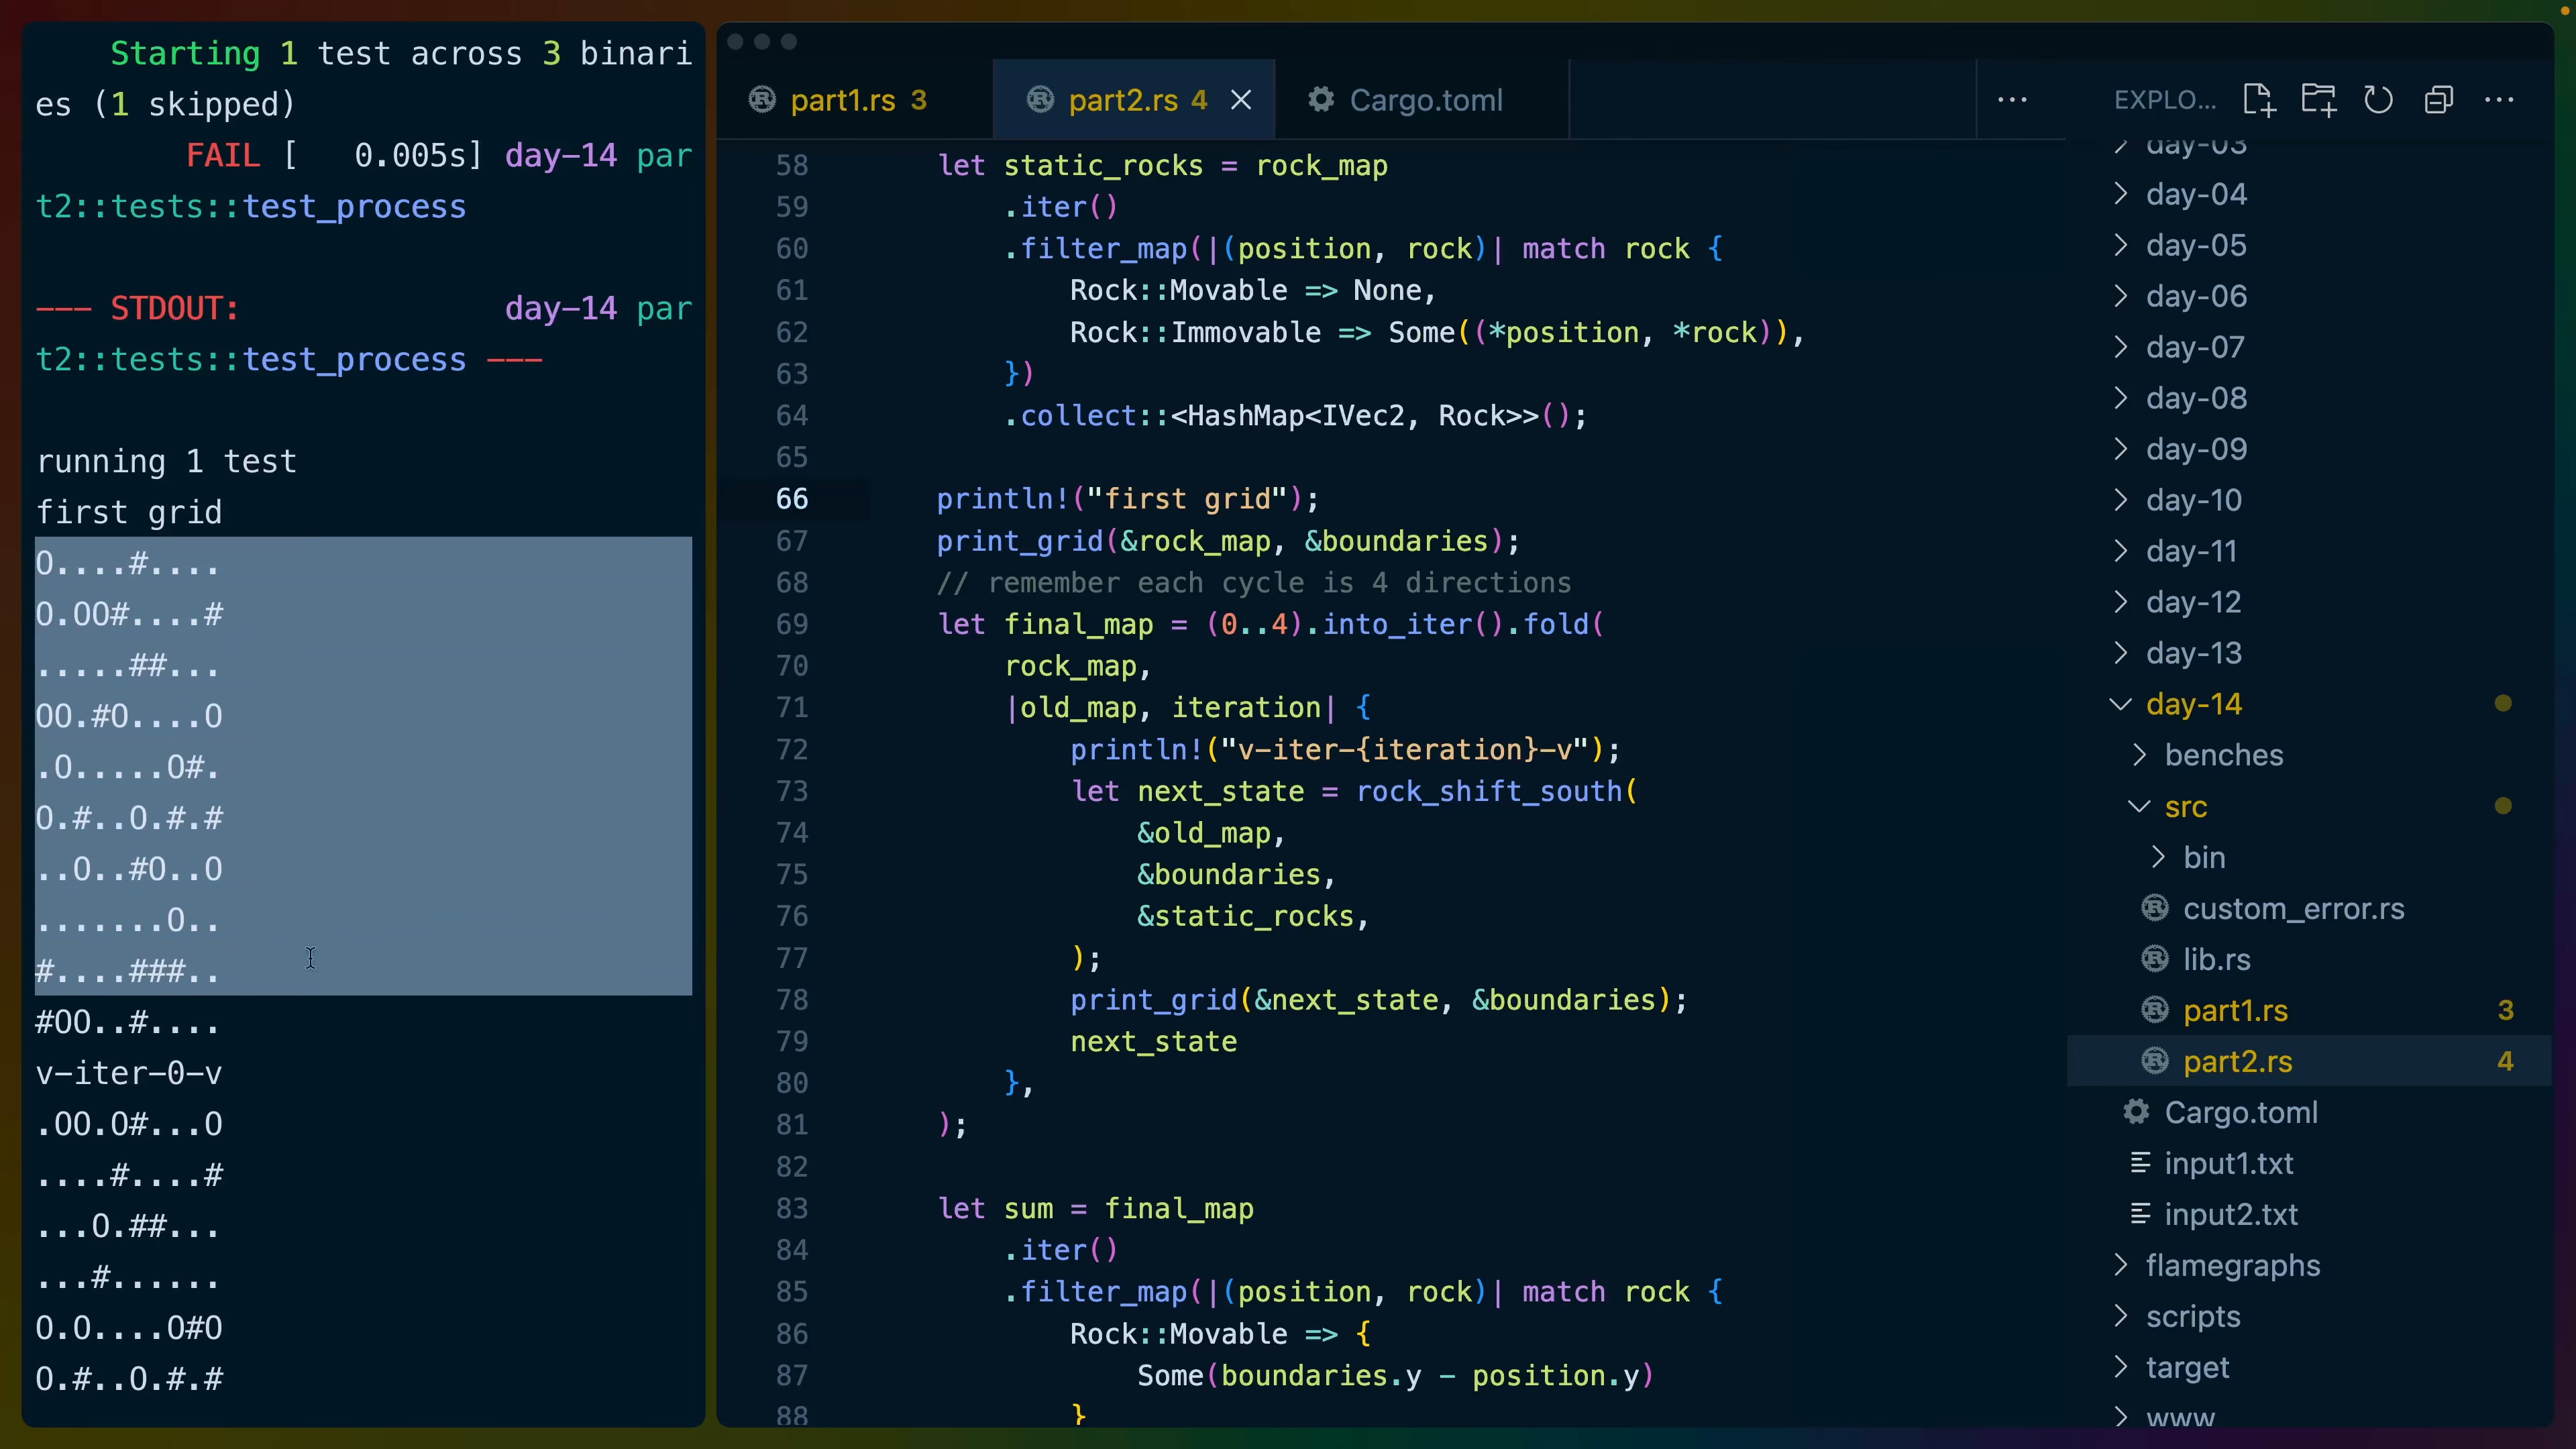 Starting 1 test across 3 binari
es (1 skipped)
FAIL [   0.005s] day-14 par
t2::tests::test_process
--- STDOUT:              day-14 par
t2::tests::test_process ---
running 1 test
first grid
O....#....
O.OO#....#
.....##...
OO.#O....O
.O.....O#.
O.#..O.#.#
..O..#O..O
.......O..
#....###..
#OO..#....
v-iter-0-v
.OO.O#...O
....#....#
...O.##...
...#......
O.O....O#O
O.#..O.#.#
part1.rs 3
part2.rs 4
Cargo.toml
58 let static_rocks = rock_map
59 .iter()
60 .filter_map(|(position, rock)| match rock {
61 Rock::Movable => None,
62 Rock::Immovable => Some((*position, *rock)),
63 })
64 .collect::<HashMap<IVec2, Rock>>();
65
66 println!("first grid");
67 print_grid(&rock_map, &boundaries);
68 // remember each cycle is 4 directions
69 let final_map = (0..4).into_iter().fold(
70 rock_map,
71 |old_map, iteration| {
72 println!("v-iter-{iteration}-v");
73 let next_state = rock_shift_south(
74 &old_map,
75 &boundaries,
76 &static_rocks,
77 );
78 print_grid(&next_state, &boundaries);
79 next_state
80 },
81 );
82
83 let sum = final_map
84 .iter()
85 .filter_map(|(position, rock)| match rock {
86 Rock::Movable => {
87 Some(boundaries.y - position.y)
88 }
EXPLO...
day-03
day-04
day-05
day-06
day-07
day-08
day-09
day-10
day-11
day-12
day-13
day-14
benches
src
bin
custom_error.rs
lib.rs
part1.rs 3
part2.rs 4
Cargo.toml
input1.txt
input2.txt
flamegraphs
scripts
target
www